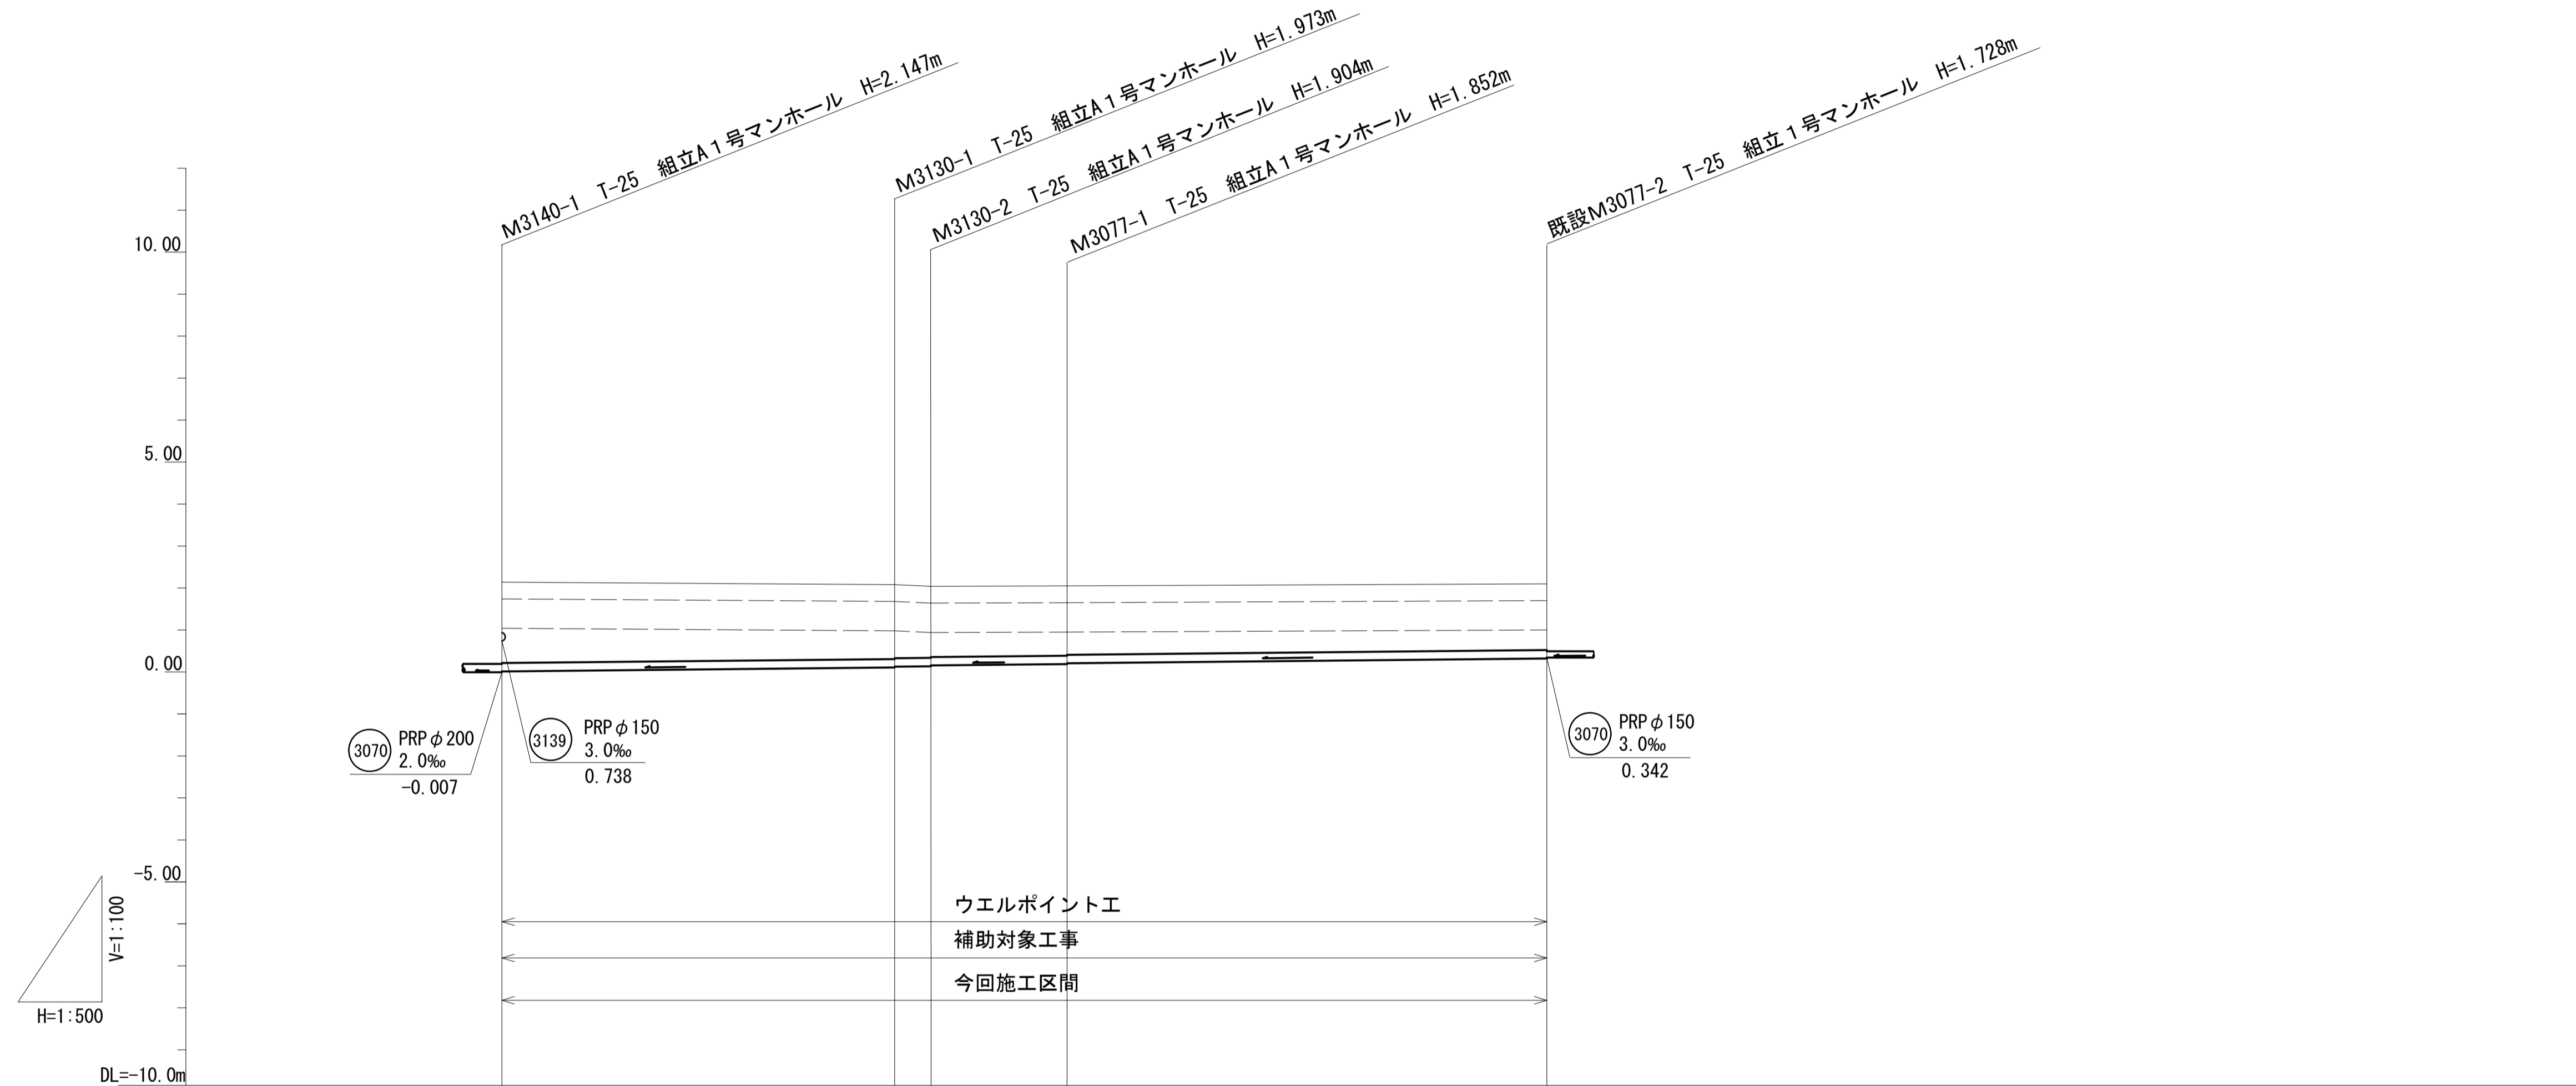 M3140-1 T-25 組立A1号マンホール H=2.147m
M3130-1 T-25 組立A1号マンホール H=1.973m
M3130-2 T-25 組立A1号マンホール H=1.904m
M3077-1 T-25 組立A1号マンホール H=1.852m
既設M3077-2 T-25 組立1号マンホール H=1.728m
10.00
5.00
0.00
-5.00
DL=-10.0m
3070
PRPφ200
2.0‰
-0.007
3139
PRPφ150
3.0‰
0.738
3070
PRPφ150
3.0‰
0.342
ウエルポイント工
補助対象工事
今回施工区間
V=1:100
H=1:500